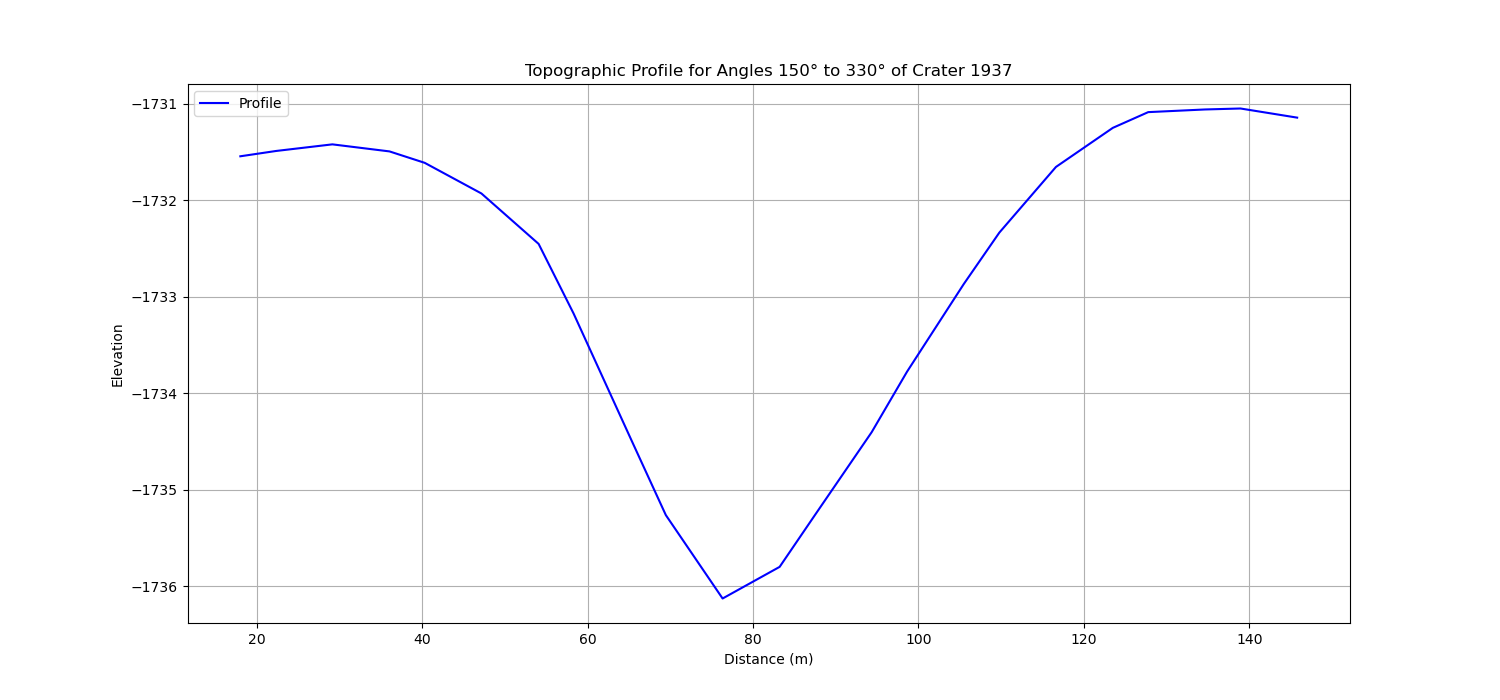 Topographic Profile for Angles 150° to 330° of Crater 1937
Profile
−1731
−1732
−1733
−1734
−1735
−1736
Elevation
20 40 60 80 100 120 140
Distance (m)